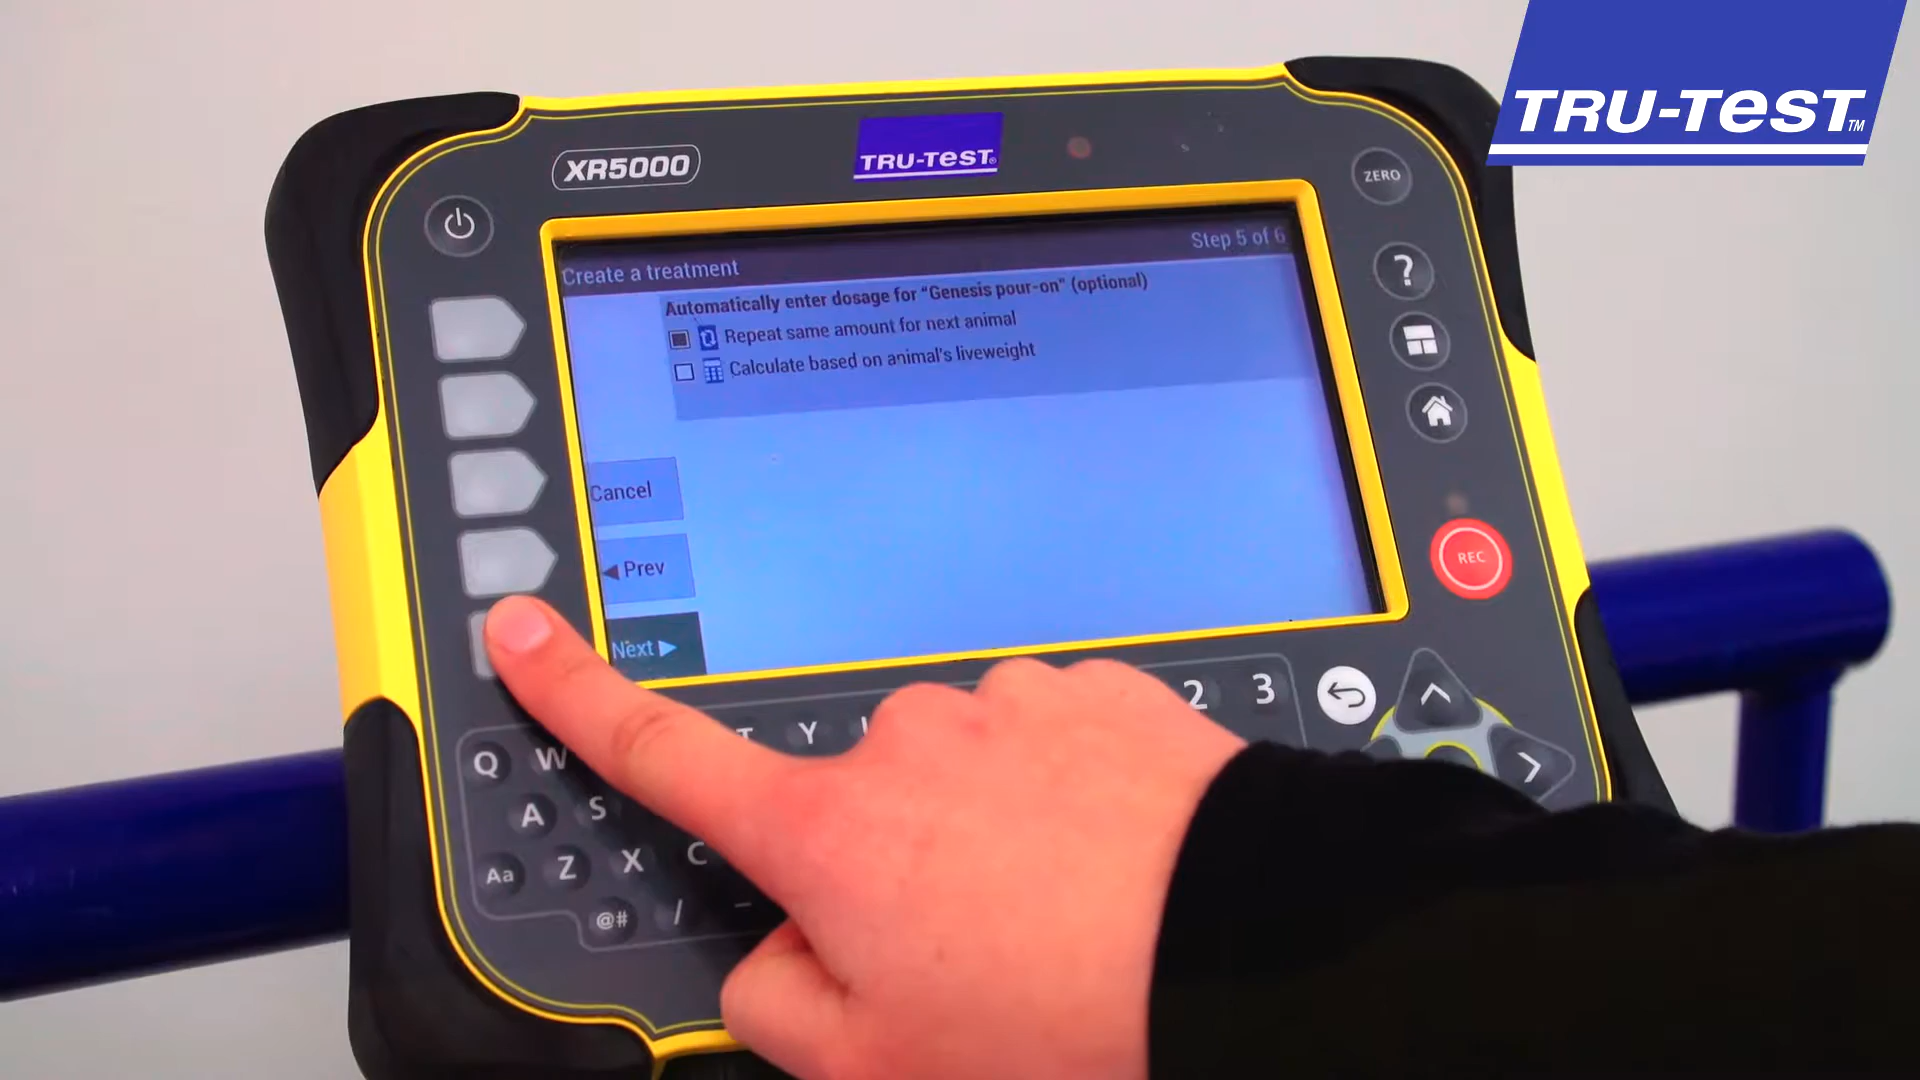 TRU-TEST™
XR5000
TRU-TEST®
ZERO
Create a treatment
Step 5 of 6
Automatically enter dosage for “Genesis pour-on” (optional)
Repeat same amount for next animal
Calculate based on animal's liveweight
?
Cancel
◀ Prev
REC
Next ▶
2 3
Y
Q W
A S
Aa Z X C
@# / –